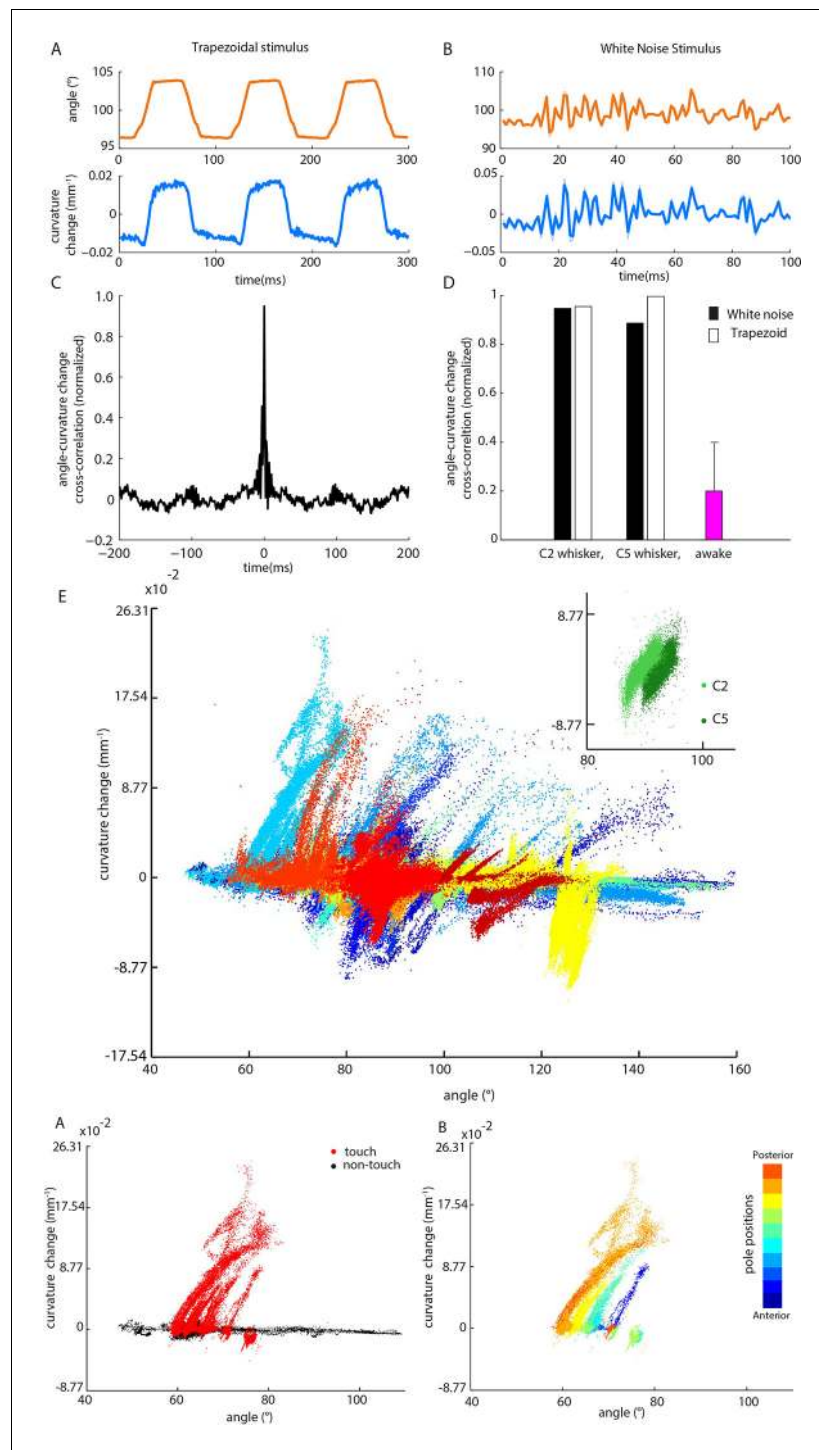 A
Trapezoidal stimulus
B
White Noise Stimulus
105
100
95
angle (°)
0
100
200
300
110
100
90
0
20
40
60
80
100
0.02
0
−0.02
curvature
change (mm⁻¹)
0
100
200
300
time(ms)
0.05
0
−0.05
0
20
40
60
80
100
time(ms)
C
1.0
0.8
0.6
0.4
0.2
0
−0.2
angle-curvature change
cross-correlation (normalized)
−200
−100
0
100
200
time(ms)
D
1
0.8
0.6
0.4
0.2
0
angle-curvature change
cross-correltion (normalized)
White noise
Trapezoid
C2 whisker,
C5 whisker,
awake
E
x10 -2
26.31
17.54
8.77
0
-8.77
-17.54
curvature change (mm⁻¹)
40
60
80
100
120
140
160
angle (°)
8.77
-8.77
80
100
C2
C5
A
x10⁻²
26.31
17.54
8.77
0
-8.77
curvature change (mm⁻¹)
touch
non-touch
40
60
80
100
angle (°)
B
x10⁻²
26.31
17.54
8.77
0
-8.77
curvature change (mm⁻¹)
Posterior
pole positions
Anterior
40
60
80
100
angle (°)